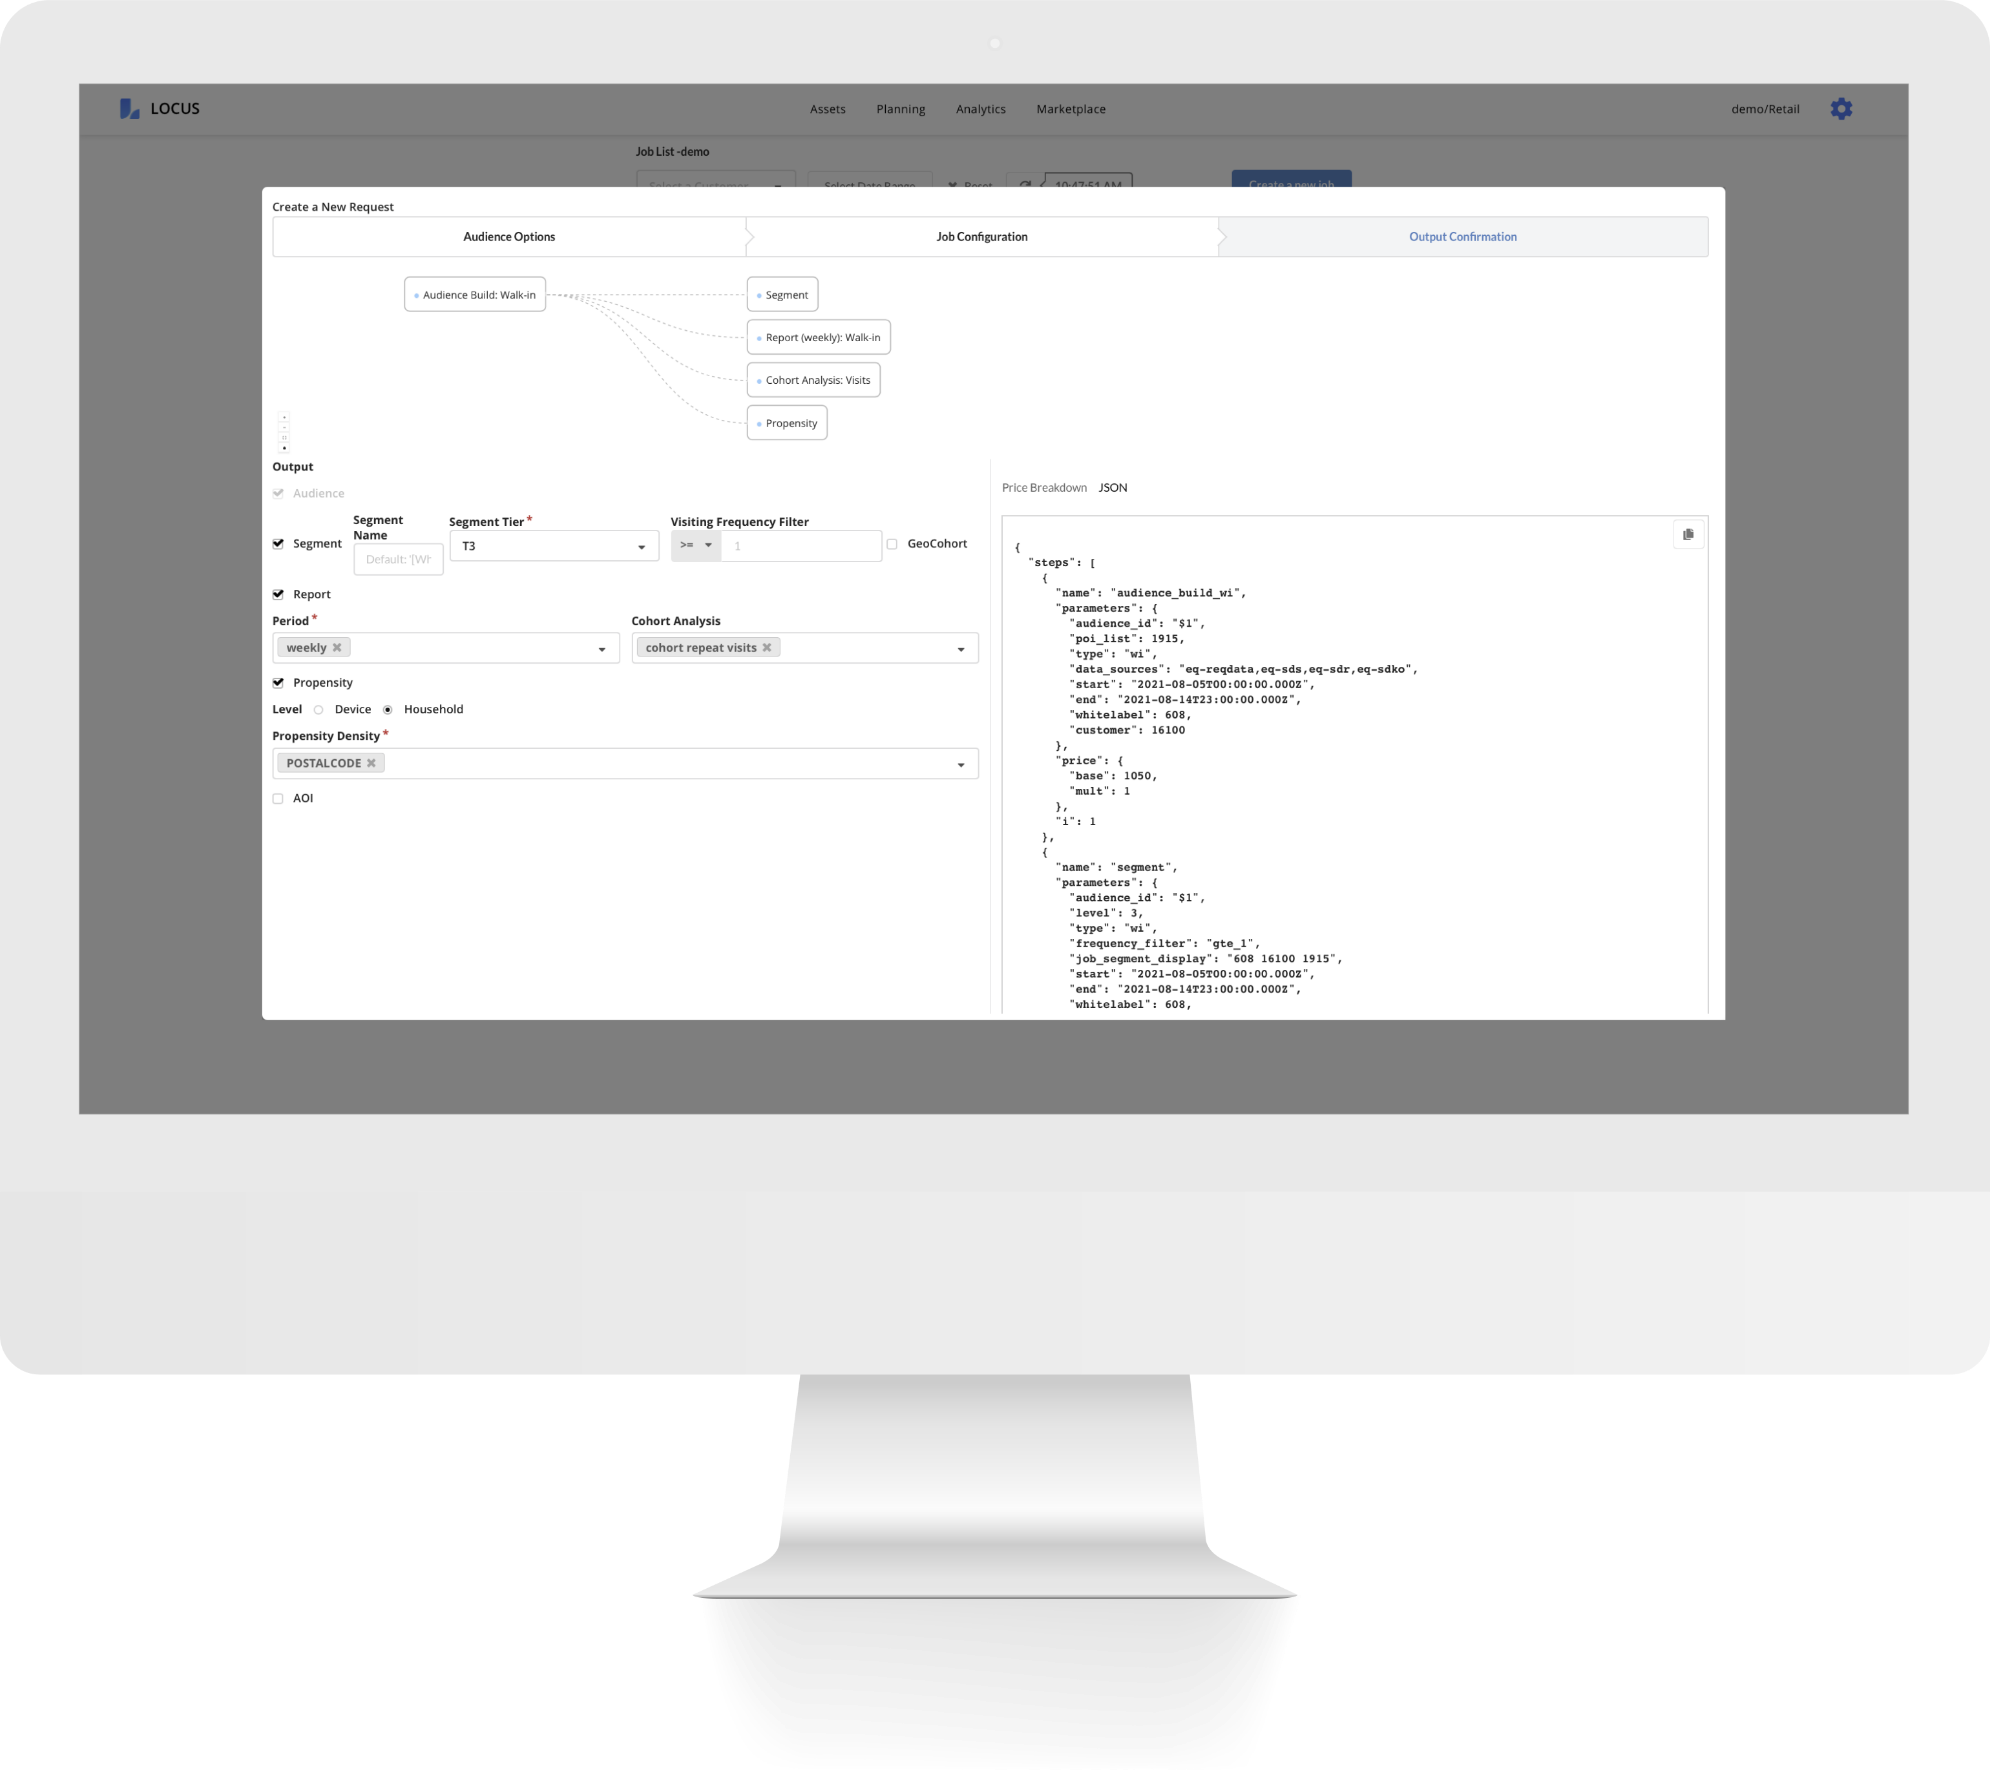 LOCUS
Assets Planning Analytics Marketplace
demo/Retail
Job List -demo
Select a Customer
Select Date Range
Reset
10:47:51 AM
Create a new job
Create a New Request
Audience Options
Job Configuration
Output Confirmation
Audience Build: Walk-in
Segment
Report (weekly): Walk-in
Cohort Analysis: Visits
Propensity
Output
Audience
Segment
Segment
Name
Default: '[Wh
Segment Tier *
T3
Visiting Frequency Filter
>= 1
GeoCohort
Report
Period *
weekly
Cohort Analysis
cohort repeat visits
Propensity
Level Device Household
Propensity Density *
POSTALCODE
AOI
Price Breakdown JSON
{
"steps": [
{
"name": "audience_build_wi",
"parameters": {
"audience_id": "$1",
"poi_list": 1915,
"type": "wi",
"data_sources": "eq-reqdata,eq-sds,eq-sdr,eq-sdko",
"start": "2021-08-05T00:00:00.000Z",
"end": "2021-08-14T23:00:00.000Z",
"whitelabel": 608,
"customer": 16100
},
"price": {
"base": 1050,
"mult": 1
},
"i": 1
},
{
"name": "segment",
"parameters": {
"audience_id": "$1",
"level": 3,
"type": "wi",
"frequency_filter": "gte_1",
"job_segment_display": "608 16100 1915",
"start": "2021-08-05T00:00:00.000Z",
"end": "2021-08-14T23:00:00.000Z",
"whitelabel": 608,